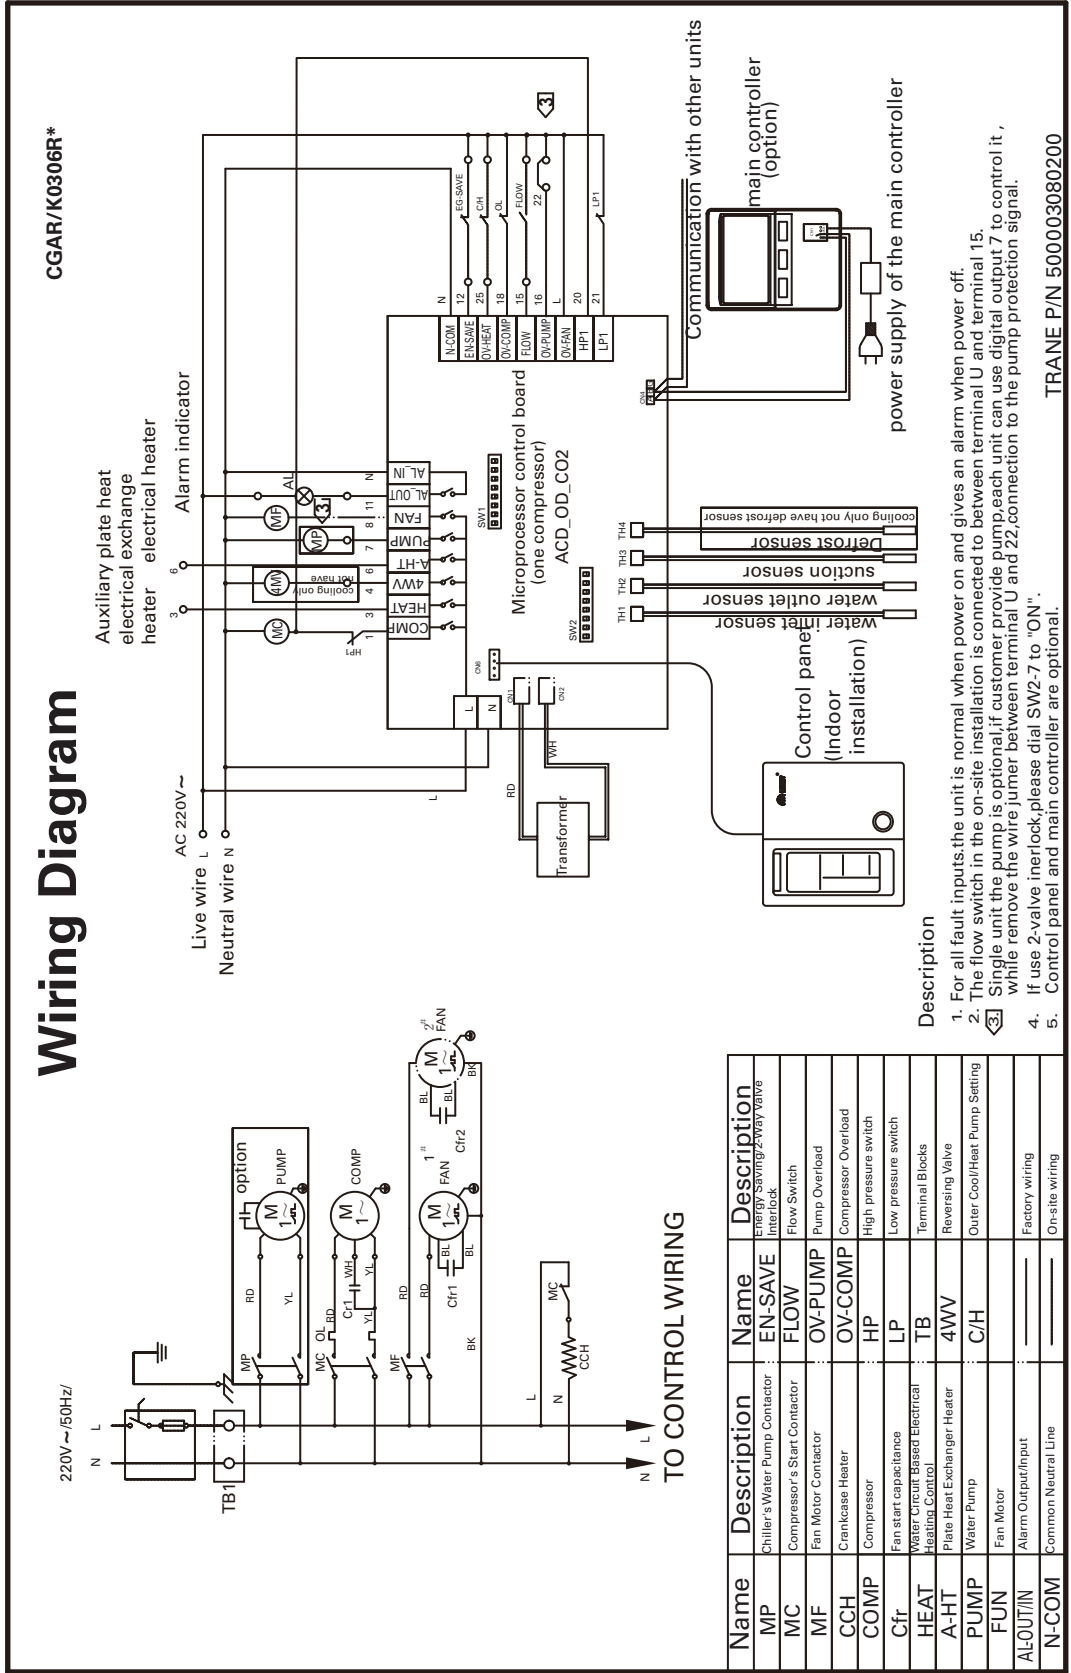 Wiring Diagram
CGAR/K0306R*
220V~/50Hz/
N
L
TB1
option
PUMP
M
1~
RD
YL
MP
COMP
M
1~
RD
WH
YL
Cr1
OL
MC
1#
FAN
M
1~
BL
BL
Cfr1
RD
RD
MF
2#
FAN
M
1~
BL
BL
Cfr2
BK
BK
MC
CCH
L
N
N
L
TO CONTROL WIRING
AC 220V~
Live wire L
Neutral wire N
Auxiliary plate heat
electrical exchange
heater electrical heater
Alarm indicator
3
6
MC
4MV
MP
MF
AL
3
HP1
cooling only
not have
1
3
4
6
7
8
11
N
COMP
HEAT
4WV
A-HT
PUMP
FAN
AL_OUT
AL_IN
L
L
N
CN6
CN1
CN2
RD
WH
Transformer
SW1
SW2
Microprocessor control board
(one compressor)
ACD_OD_CO2
N
12
25
18
15
16
L
20
21
N-COM
EN-SAVE
OV-HEAT
OV-COMP
FLOW
OV-PUMP
OV-FAN
HP1
LP1
EG-SAVE
C/H
OL
FLOW
22
LP1
3
CN4
TH1
TH2
TH3
TH4
water inlet sensor
water outlet sensor
suction sensor
Defrost sensor
cooling only not have defrost sensor
Control panel
(Indoor
installation)
Communication with other units
main controller
(option)
power supply of the main controller
Description
1. For all fault inputs.the unit is normal when power on and gives an alarm when power off.
2. The flow switch in the on-site installation is connected to between terminal U and terminal 15.
3. Single unit the pump is optional,if customer provide pump,each unit can use digital output 7 to control it ,
while remove the wire jumer between terminal U and 22,connection to the pump protection signal.
4. If use 2-valve inerlock,please dial SW2-7 to "ON".
5. Control panel and main controller are optional.
TRANE P/N 500003080200
Name Description Name Description
MP Chiller's Water Pump Contactor EN-SAVE Energy Saving/2-Way Valve
Interlock
MC Compressor's Start Contactor FLOW Flow Switch
MF Fan Motor Contactor OV-PUMP Pump Overload
CCH Crankcase Heater OV-COMP Compressor Overload
COMP Compressor HP High pressure switch
Cfr Fan start capacitance LP Low pressure switch
HEAT Water Circuit Based Electrical
Heating Control TB Terminal Blocks
A-HT Plate Heat Exchanger Heater 4WV Reversing Valve
PUMP Water Pump C/H Outer Cool/Heat Pump Setting
FUN Fan Motor
AL-OUT/IN Alarm Output/Input Factory wiring
N-COM Common Neutral Line On-site wiring